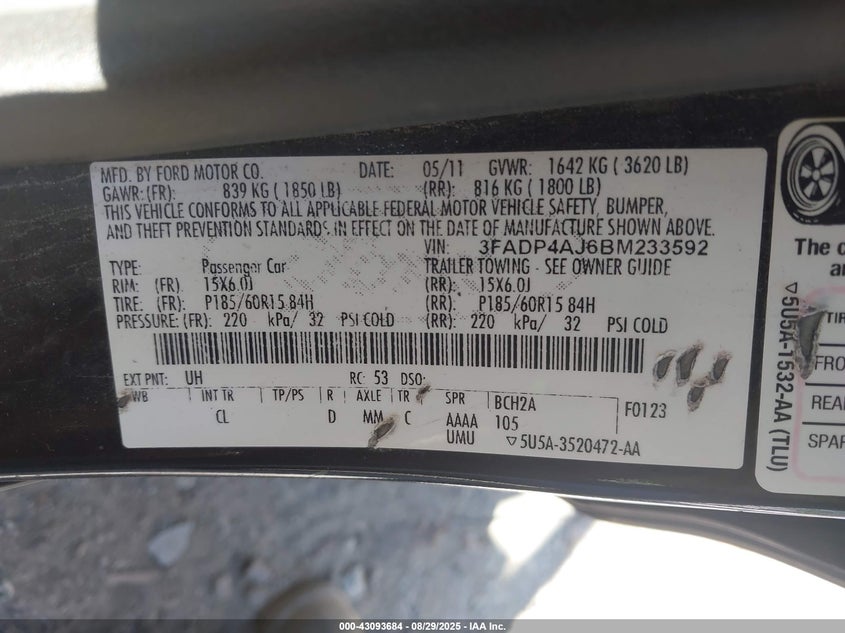 MFD. BY FORD MOTOR CO. DATE: 05/11 GVWR: 1642 KG ( 3620 LB)
GAWR: (FR): 839 KG ( 1850 LB) (RR): 816 KG ( 1800 LB)
THIS VEHICLE CONFORMS TO ALL APPLICABLE FEDERAL MOTOR VEHICLE SAFETY, BUMPER,
AND THEFT PREVENTION STANDARDS IN EFFECT ON THE DATE OF MANUFACTURE SHOWN ABOVE.
VIN: 3FADP4AJ6BM233592
TYPE: Passenger Car TRAILER TOWING - SEE OWNER GUIDE
RIM: (FR) 15X6.0J (RR): 15X6.0J
TIRE: (FR): P185/60R15 84H (RR): P185/60R15 84H
PRESSURE: (FR): 220 kPa/ 32 PSI COLD (RR): 220 kPa/ 32 PSI COLD
EXT PNT: UH RC: 53 DSO:
WB INT TR TP/PS R AXLE TR SPR BCH2A
CL D MM C AAAA 105 F0123
UMU ▽5U5A-3520472-AA
▽5U5A-1532-AA (TLU)
The
an
TI
FRO
REA
SPAR
000-43093684 - 08/29/2025 - IAA Inc.